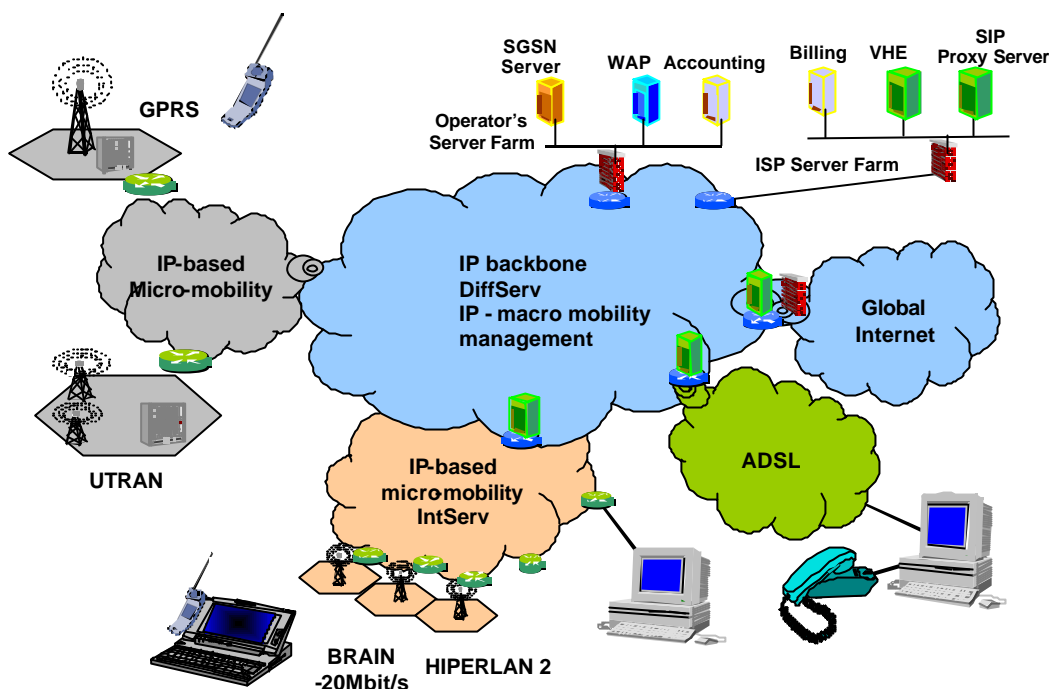 SGSN
Server
WAP
Accounting
Billing
VHE
SIP
Proxy Server
GPRS
Operator's
Server Farm
ISP Server Farm
IP-based
Micro-mobility
IP backbone
DiffServ
IP - macro mobility
management
Global
Internet
UTRAN
IP-based
micro-mobility
IntServ
ADSL
BRAIN
-20Mbit/s
HIPERLAN 2